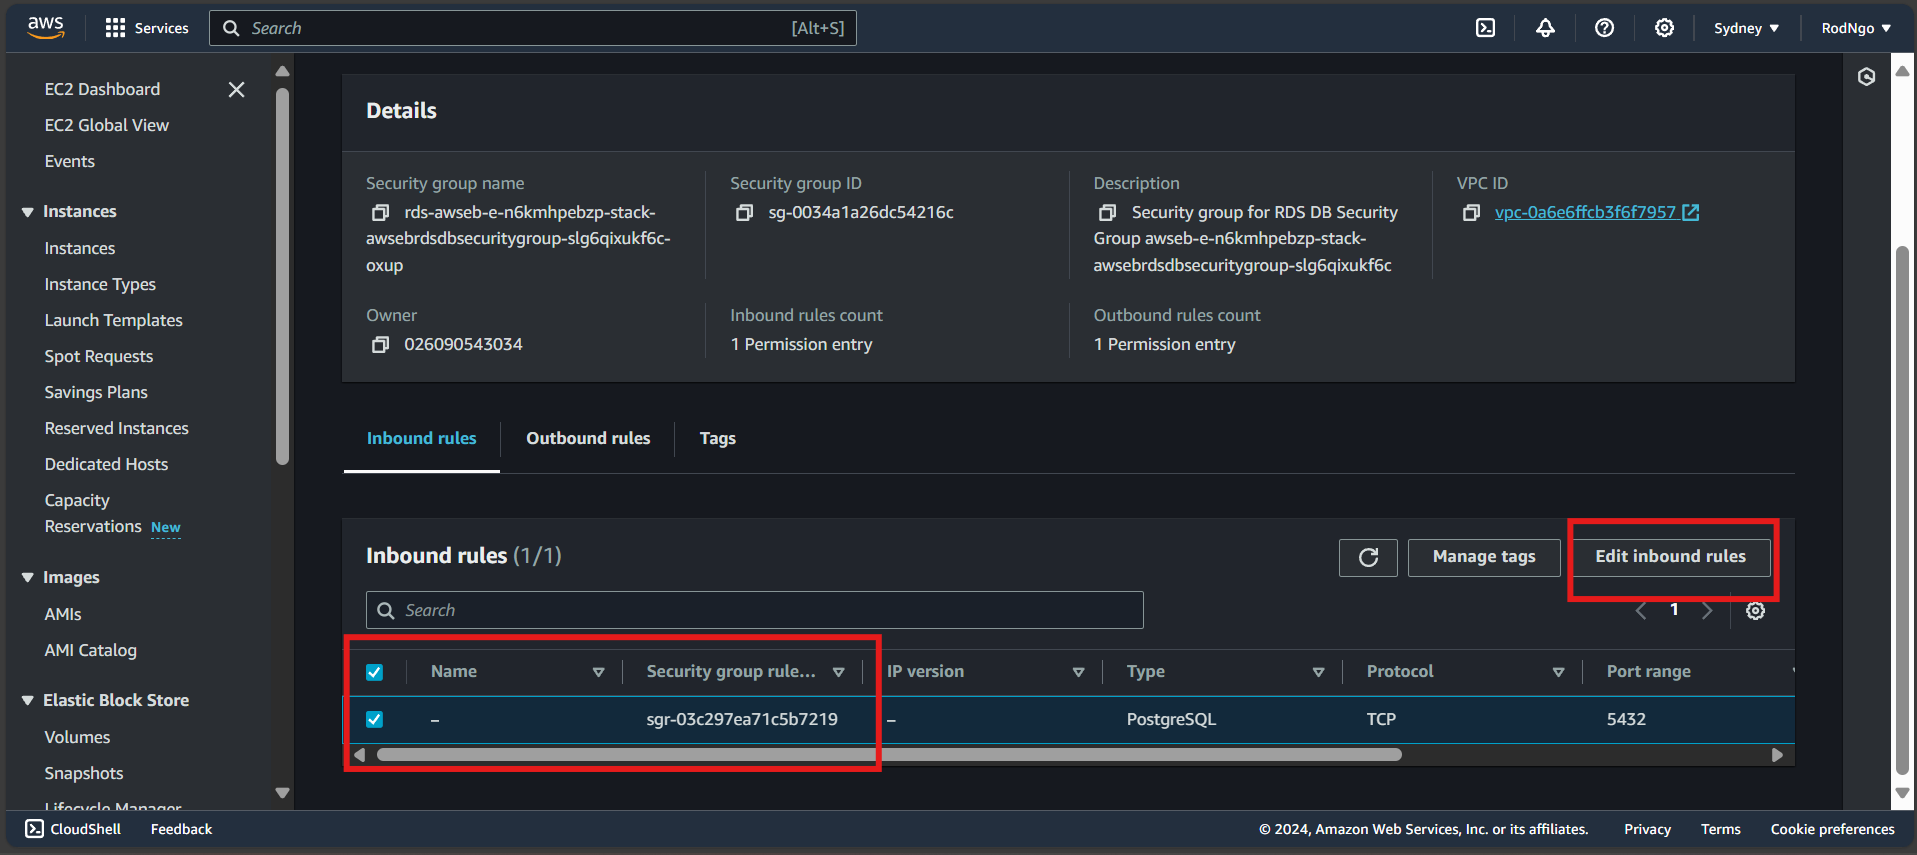 aws
Services
Search
[Alt+S]
Sydney
RodNgo
EC2 Dashboard
EC2 Global View
Events
Instances
Instances
Instance Types
Launch Templates
Spot Requests
Savings Plans
Reserved Instances
Dedicated Hosts
Capacity
Reservations New
Images
AMIs
AMI Catalog
Elastic Block Store
Volumes
Snapshots
Lifecycle Manager
Details
Security group name
rds-awseb-e-n6kmhpebzp-stack-
awsebrdsdbsecuritygroup-slg6qixukf6c-
oxup
Security group ID
sg-0034a1a26dc54216c
Description
Security group for RDS DB Security
Group awseb-e-n6kmhpebzp-stack-
awsebrdsdbsecuritygroup-slg6qixukf6c
VPC ID
vpc-0a6e6ffcb3f6f7957
Owner
026090543034
Inbound rules count
1 Permission entry
Outbound rules count
1 Permission entry
Inbound rules
Outbound rules
Tags
Inbound rules (1/1)
Manage tags
Edit inbound rules
Search
1
Name
Security group rule...
IP version
Type
Protocol
Port range
–
sgr-03c297ea71c5b7219
–
PostgreSQL
TCP
5432
CloudShell
Feedback
© 2024, Amazon Web Services, Inc. or its affiliates.
Privacy
Terms
Cookie preferences